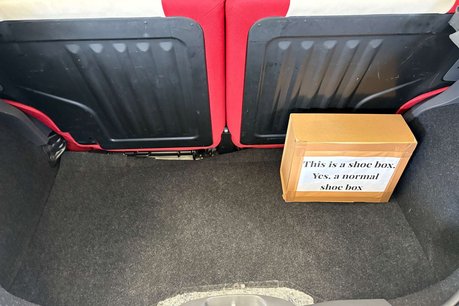 This is a shoe box.
Yes, a normal
shoe box